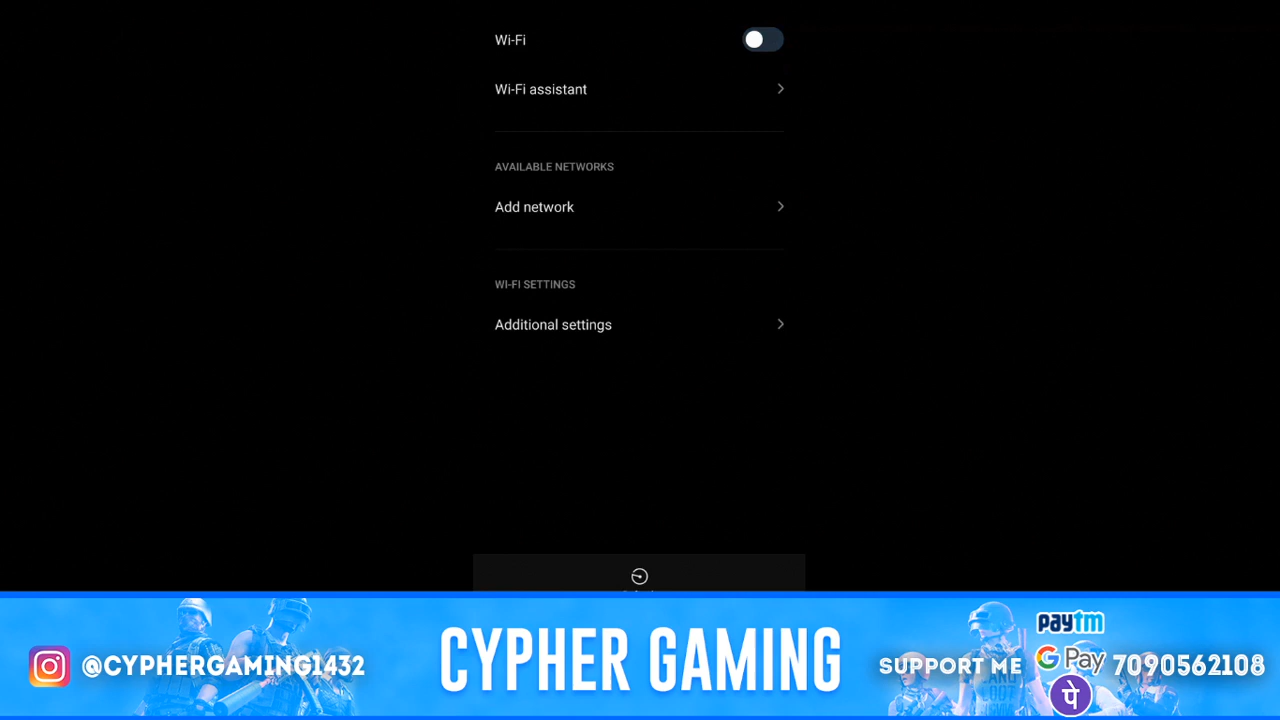 Wi-Fi
Wi-Fi assistant
AVAILABLE NETWORKS
Add network
WI-FI SETTINGS
Additional settings
@CYPHERGAMING1432
CYPHER GAMING
SUPPORT ME
paytm
G Pay
पे
7090562108